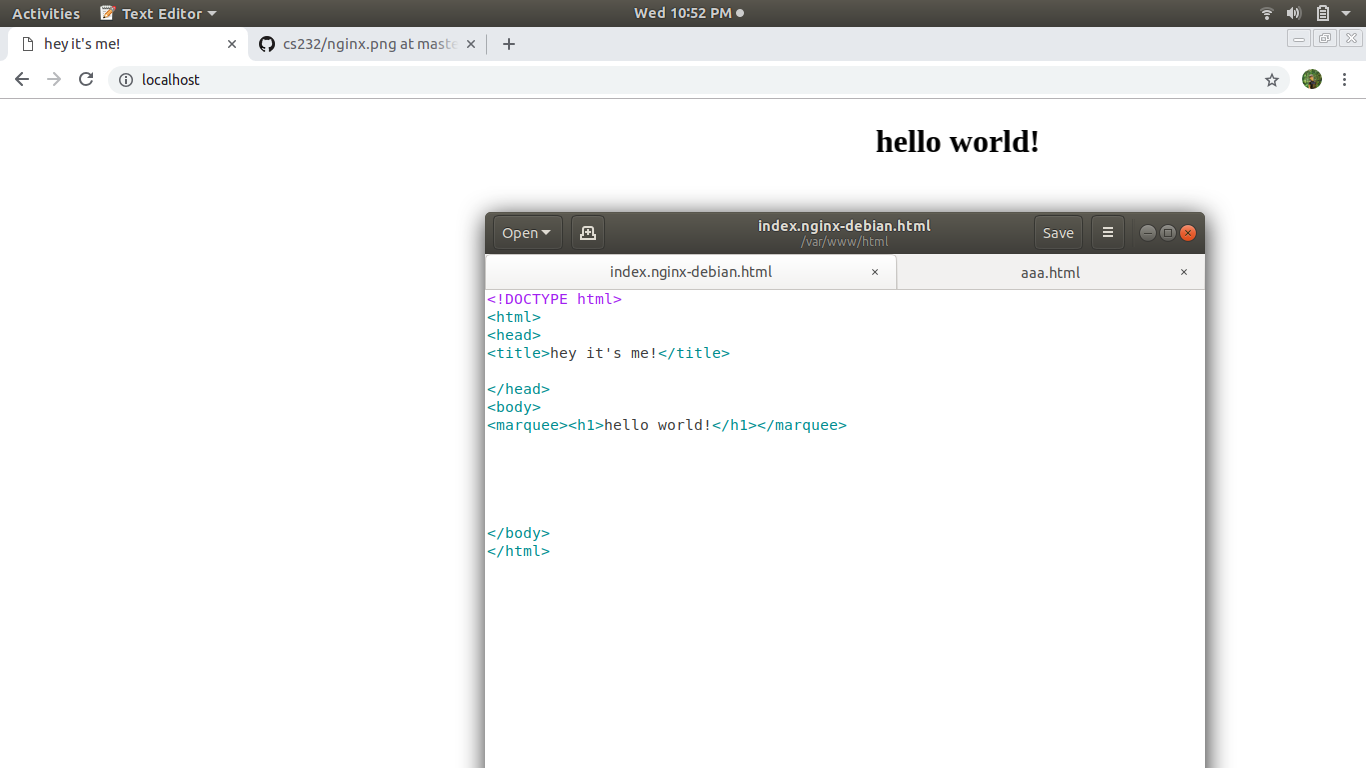 Activities Text Editor Wed 10:52 PM
hey it's me! cs232/nginx.png at maste
localhost
hello world!
Open index.nginx-debian.html Save
/var/www/html
index.nginx-debian.html aaa.html
<!DOCTYPE html>
<html>
<head>
<title>hey it's me!</title>
</head>
<body>
<marquee><h1>hello world!</h1></marquee>
</body>
</html>